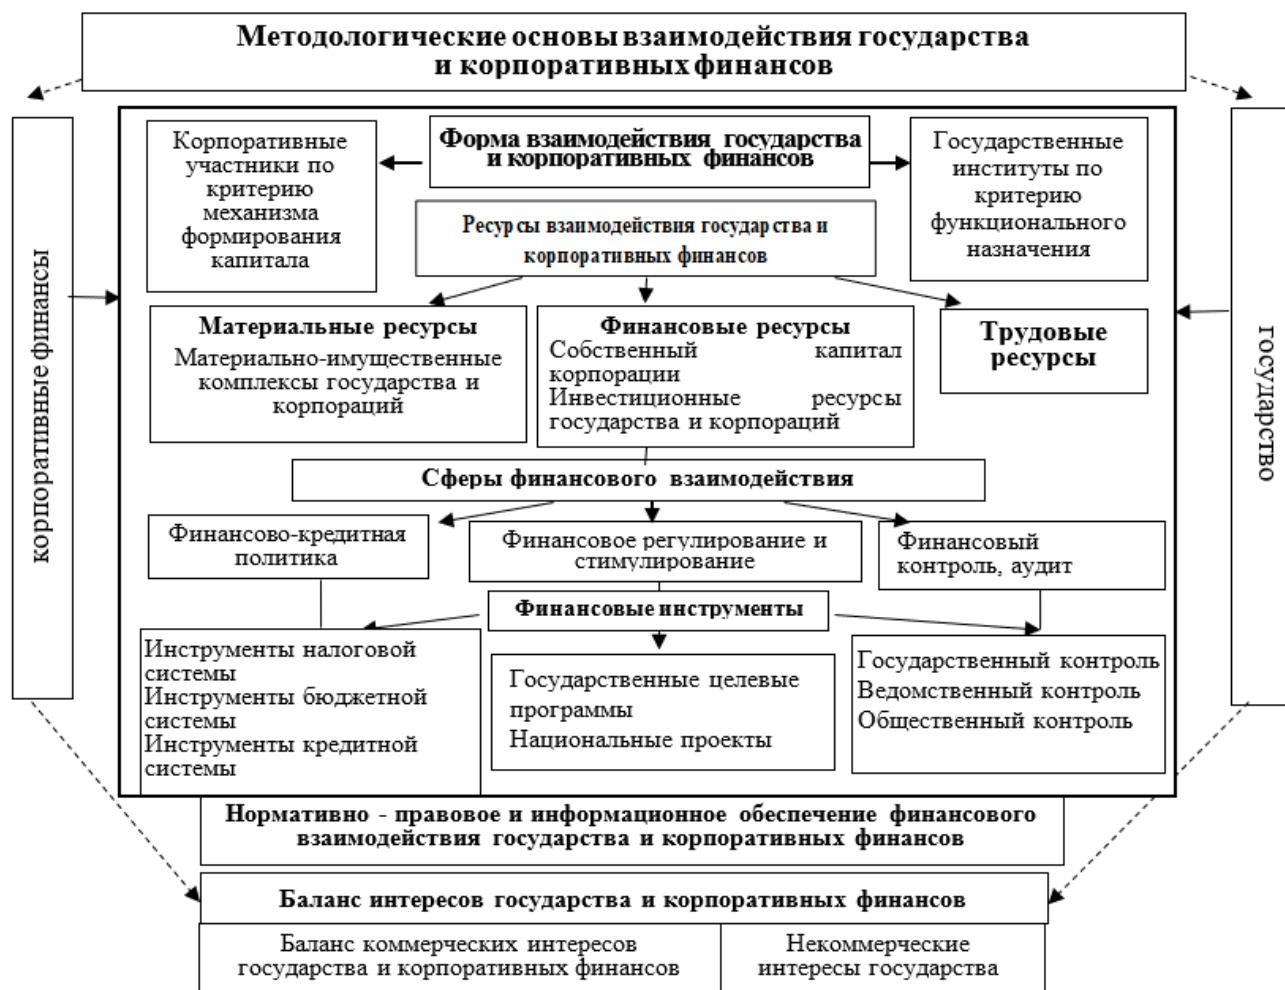 Методологические основы взаимодействия государства
и корпоративных финансов
корпоративные финансы
государство
Корпоративные
участники по
критерию
механизма
формирования
капитала
Форма взаимодействия государства
и корпоративных финансов
Государственные
институты по
критерию
функционального
назначения
Ресурсы взаимодействия государства и
корпоративных финансов
Материальные ресурсы
Материально-имущественные
комплексы государства и
корпораций
Финансовые ресурсы
Собственный капитал
корпорации
Инвестиционные ресурсы
государства и корпораций
Трудовые
ресурсы
Сферы финансового взаимодействия
Финансово-кредитная
политика
Финансовое регулирование и
стимулирование
Финансовый
контроль, аудит
Финансовые инструменты
Инструменты налоговой
системы
Инструменты бюджетной
системы
Инструменты кредитной
системы
Государственные целевые
программы
Национальные проекты
Государственный контроль
Ведомственный контроль
Общественный контроль
Нормативно - правовое и информационное обеспечение финансового
взаимодействия государства и корпоративных финансов
Баланс интересов государства и корпоративных финансов
Баланс коммерческих интересов
государства и корпоративных финансов
Некоммерческие
интересы государства